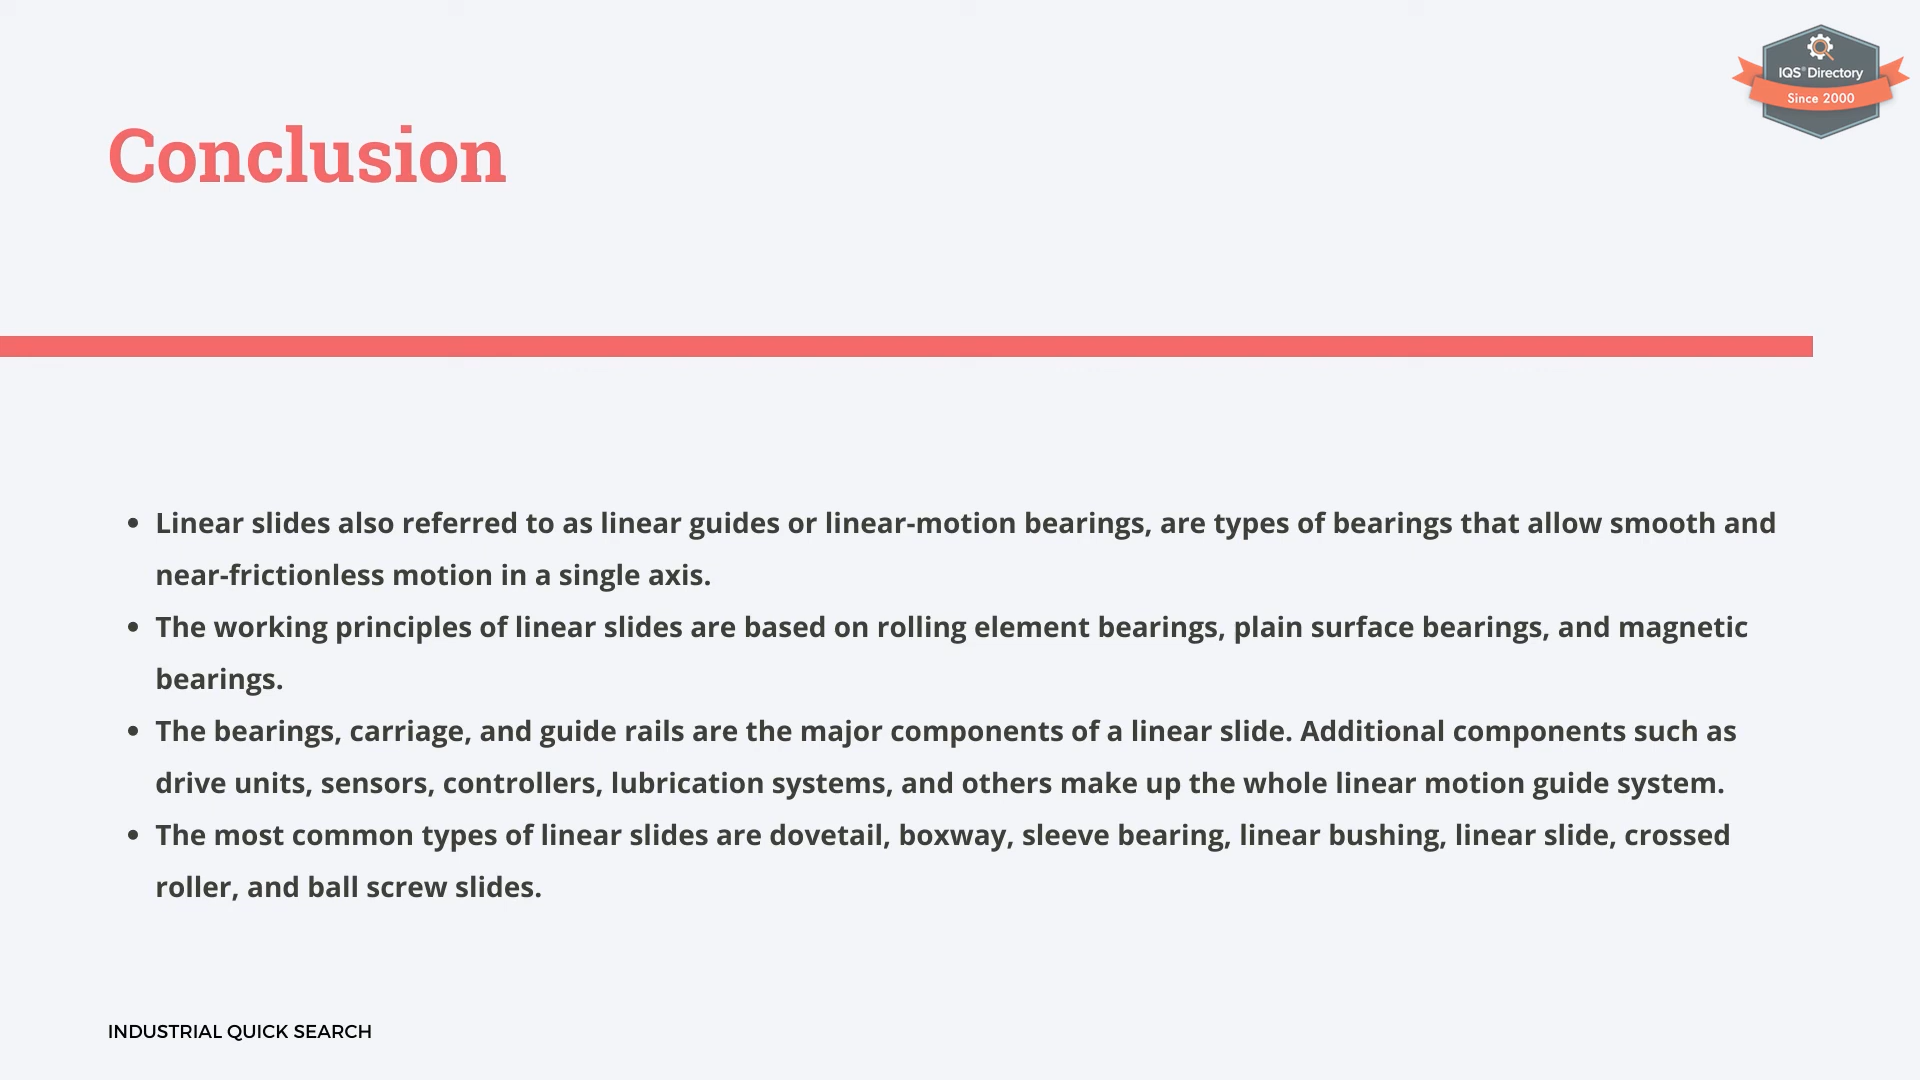 IQS® Directory
Since 2000
Conclusion
• Linear slides also referred to as linear guides or linear-motion bearings, are types of bearings that allow smooth and
near-frictionless motion in a single axis.
• The working principles of linear slides are based on rolling element bearings, plain surface bearings, and magnetic
bearings.
• The bearings, carriage, and guide rails are the major components of a linear slide. Additional components such as
drive units, sensors, controllers, lubrication systems, and others make up the whole linear motion guide system.
• The most common types of linear slides are dovetail, boxway, sleeve bearing, linear bushing, linear slide, crossed
roller, and ball screw slides.
INDUSTRIAL QUICK SEARCH